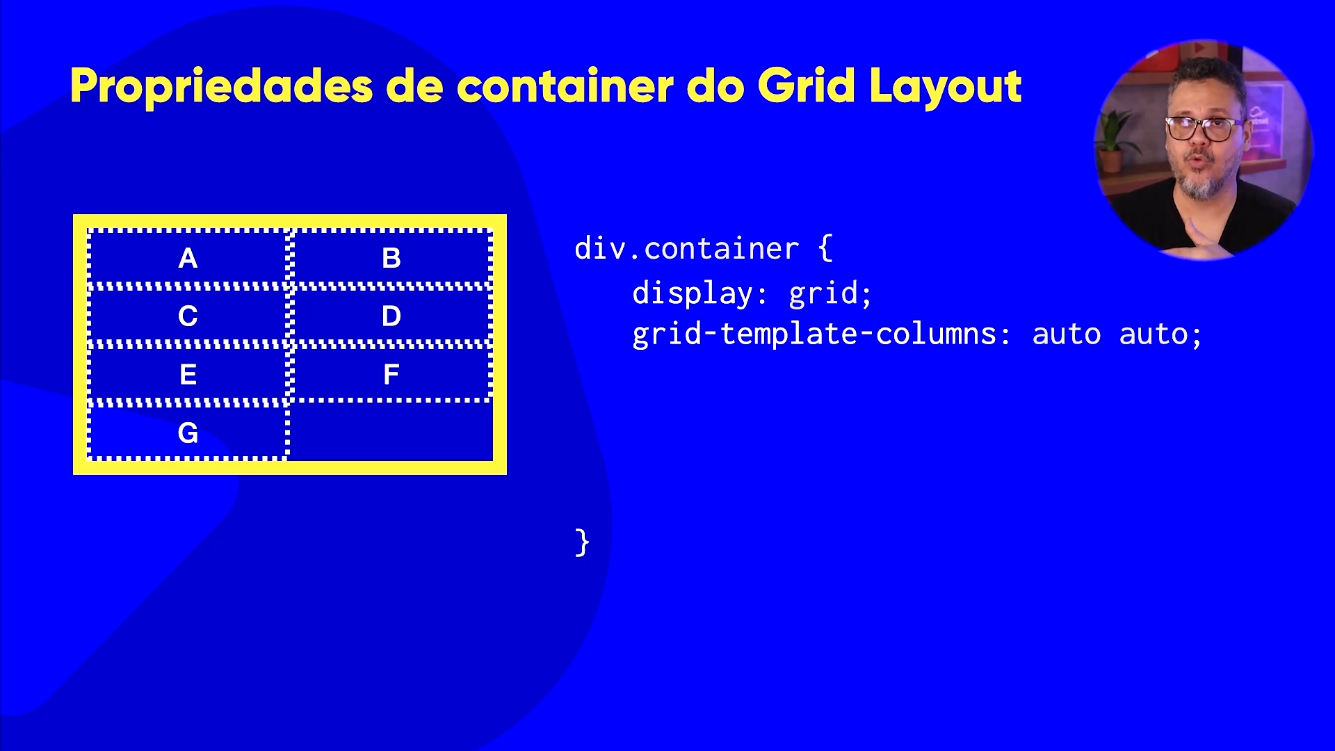 Propriedades de container do Grid Layout
A B
C D
E F
G
div.container {
display: grid;
grid-template-columns: auto auto;
}